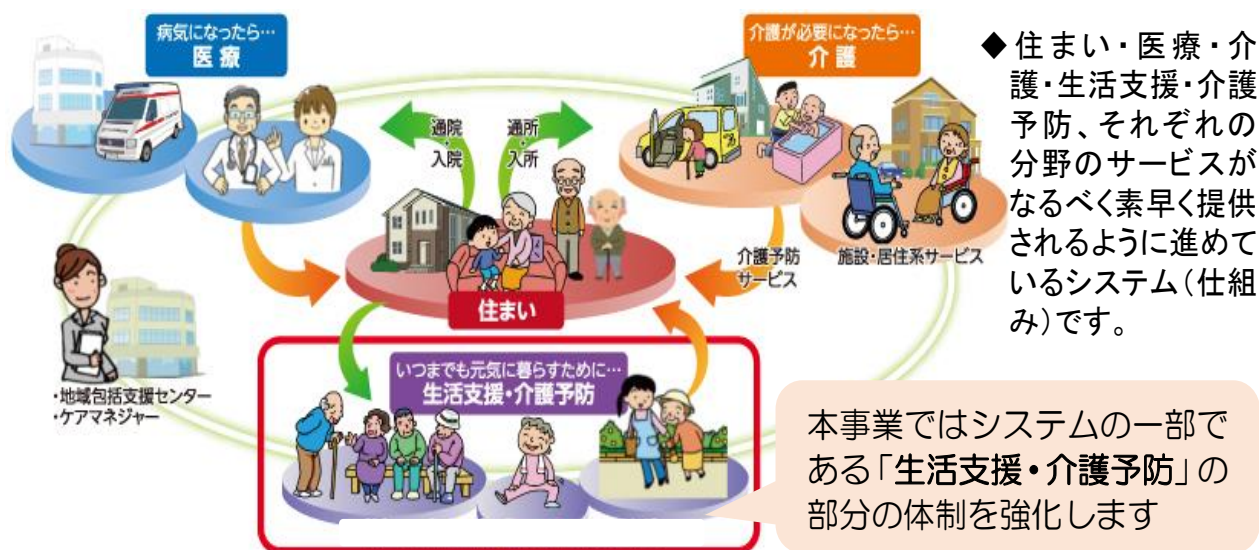 病気になったら…
医療
介護が必要になったら…
介護
通院
・
入院
通所
・
入所
住まい
介護予防
サービス
施設・居住系サービス
・地域包括支援センター
・ケアマネジャー
いつまでも元気に暮らすために…
生活支援・介護予防
◆住まい・医療・介
護・生活支援・介護
予防、それぞれの
分野のサービスが
なるべく素早く提供
されるように進めて
いるシステム（仕組
み）です。
本事業ではシステムの一部で
ある「生活支援・介護予防」の
部分の体制を強化します